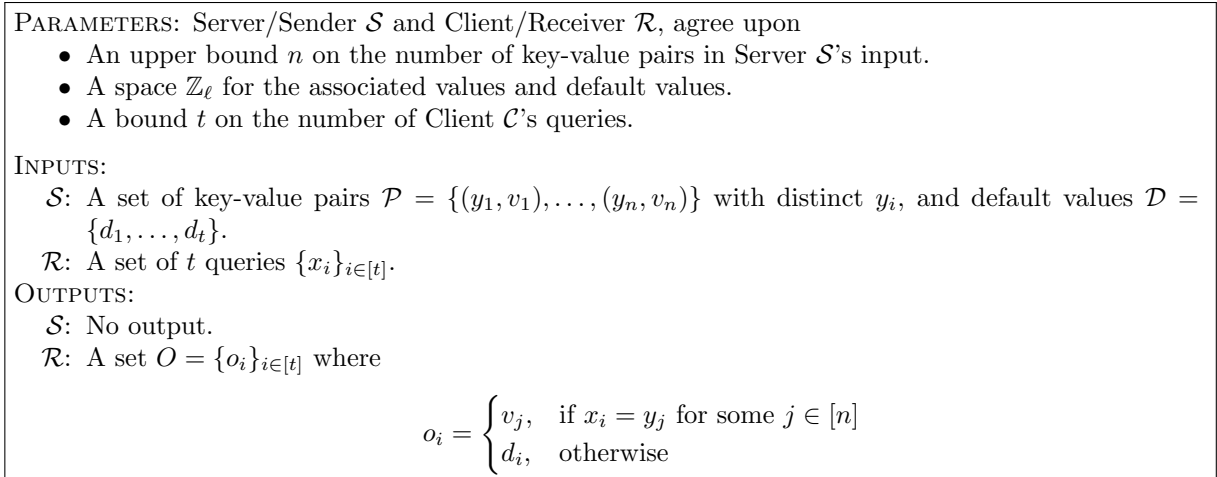 PARAMETERS: Server/Sender 𝒮 and Client/Receiver ℛ, agree upon
• An upper bound n on the number of key-value pairs in Server 𝒮's input.
• A space ℤ_ℓ for the associated values and default values.
• A bound t on the number of Client 𝒞's queries.
INPUTS:
𝒮: A set of key-value pairs 𝒫 = {(y_1, v_1), . . . , (y_n, v_n)} with distinct y_i, and default values 𝒟 =
{d_1, . . . , d_t}.
ℛ: A set of t queries {x_i}_{i∈[t]}.
OUTPUTS:
𝒮: No output.
ℛ: A set O = {o_i}_{i∈[t]} where
o_i = { v_j, if x_i = y_j for some j ∈ [n]
d_i, otherwise